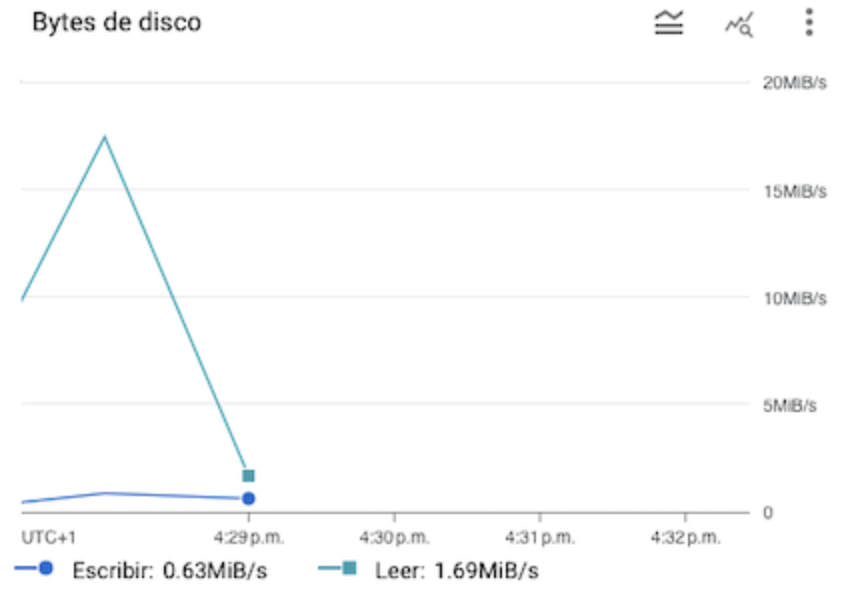 Bytes de disco
20MiB/s
15MiB/s
10MiB/s
5MiB/s
0
UTC+1 4:29 p.m. 4:30 p.m. 4:31 p.m. 4:32 p.m.
Escribir: 0.63MiB/s Leer: 1.69MiB/s